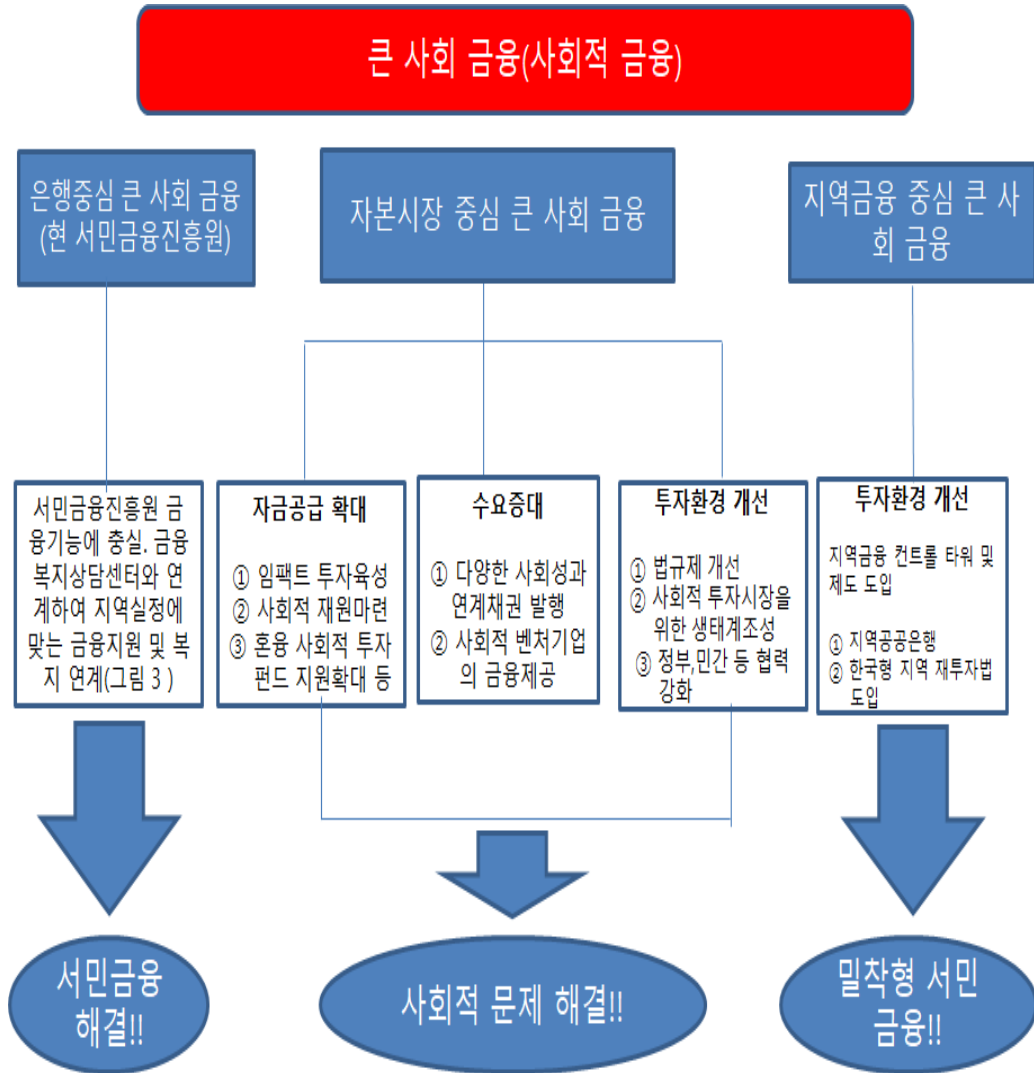 큰 사회 금융(사회적 금융)
은행중심 큰 사회 금융
(현 서민금융진흥원)
자본시장 중심 큰 사회 금융
지역금융 중심 큰 사
회 금융
서민금융진흥원 금
융기능에 충실. 금융
복지상담센터와 연
계하여 지역실정에
맞는 금융지원 및 복
지 연계(그림 3 )
자금공급 확대
① 임팩트 투자육성
② 사회적 재원마련
③ 혼융 사회적 투자
펀드 지원확대 등
수요증대
① 다양한 사회성과
연계채권 발행
② 사회적 벤처기업
의 금융제공
투자환경 개선
① 법규제 개선
② 사회적 투자시장을
위한 생태계조성
③ 정부,민간 등 협력
강화
투자환경 개선
지역금융 컨트롤 타워 및
제도 도입
① 지역공공은행
② 한국형 지역 재투자법
도입
서민금융
해결!!
사회적 문제 해결!!
밀착형 서민
금융!!